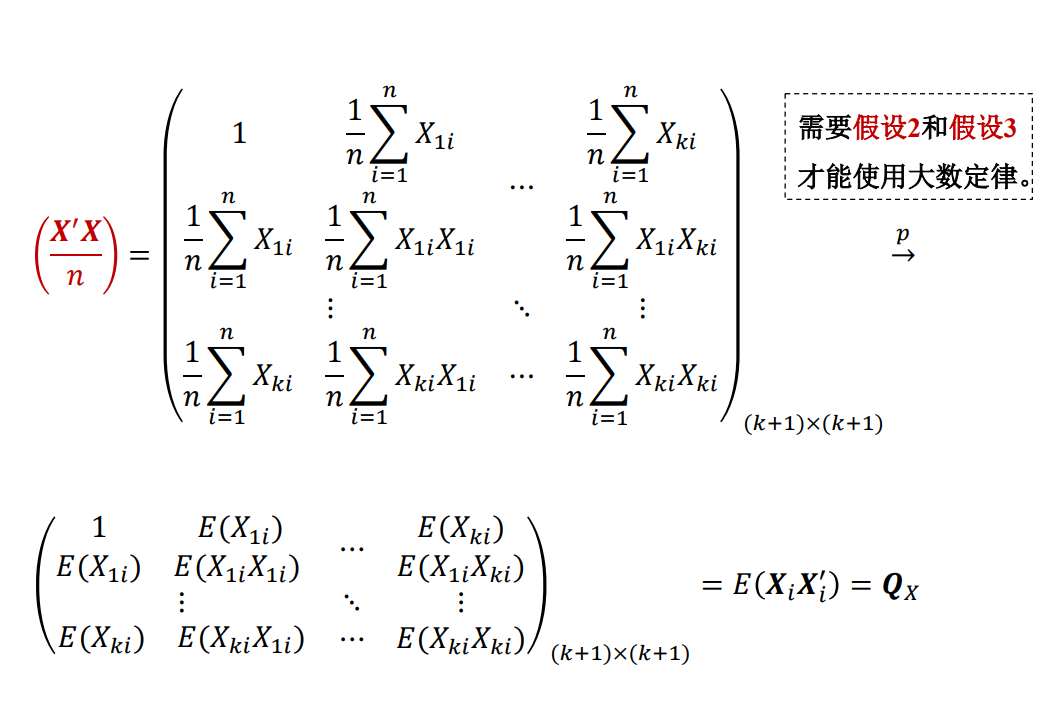 (X′X/n) = ( 1 1/n ∑_{i=1}^{n} X_{1i} ⋯ 1/n ∑_{i=1}^{n} X_{ki}
1/n ∑_{i=1}^{n} X_{1i} 1/n ∑_{i=1}^{n} X_{1i}X_{1i} 1/n ∑_{i=1}^{n} X_{1i}X_{ki}
⋮ ⋱ ⋮
1/n ∑_{i=1}^{n} X_{ki} 1/n ∑_{i=1}^{n} X_{ki}X_{1i} ⋯ 1/n ∑_{i=1}^{n} X_{ki}X_{ki} )_{(k+1)×(k+1)}
需要假设2和假设3
才能使用大数定律。
p
→
( 1 E(X_{1i}) ⋯ E(X_{ki})
E(X_{1i}) E(X_{1i}X_{1i}) E(X_{1i}X_{ki})
⋮ ⋱ ⋮
E(X_{ki}) E(X_{ki}X_{1i}) ⋯ E(X_{ki}X_{ki}) )_{(k+1)×(k+1)}
= E(X_i X_i′) = Q_X